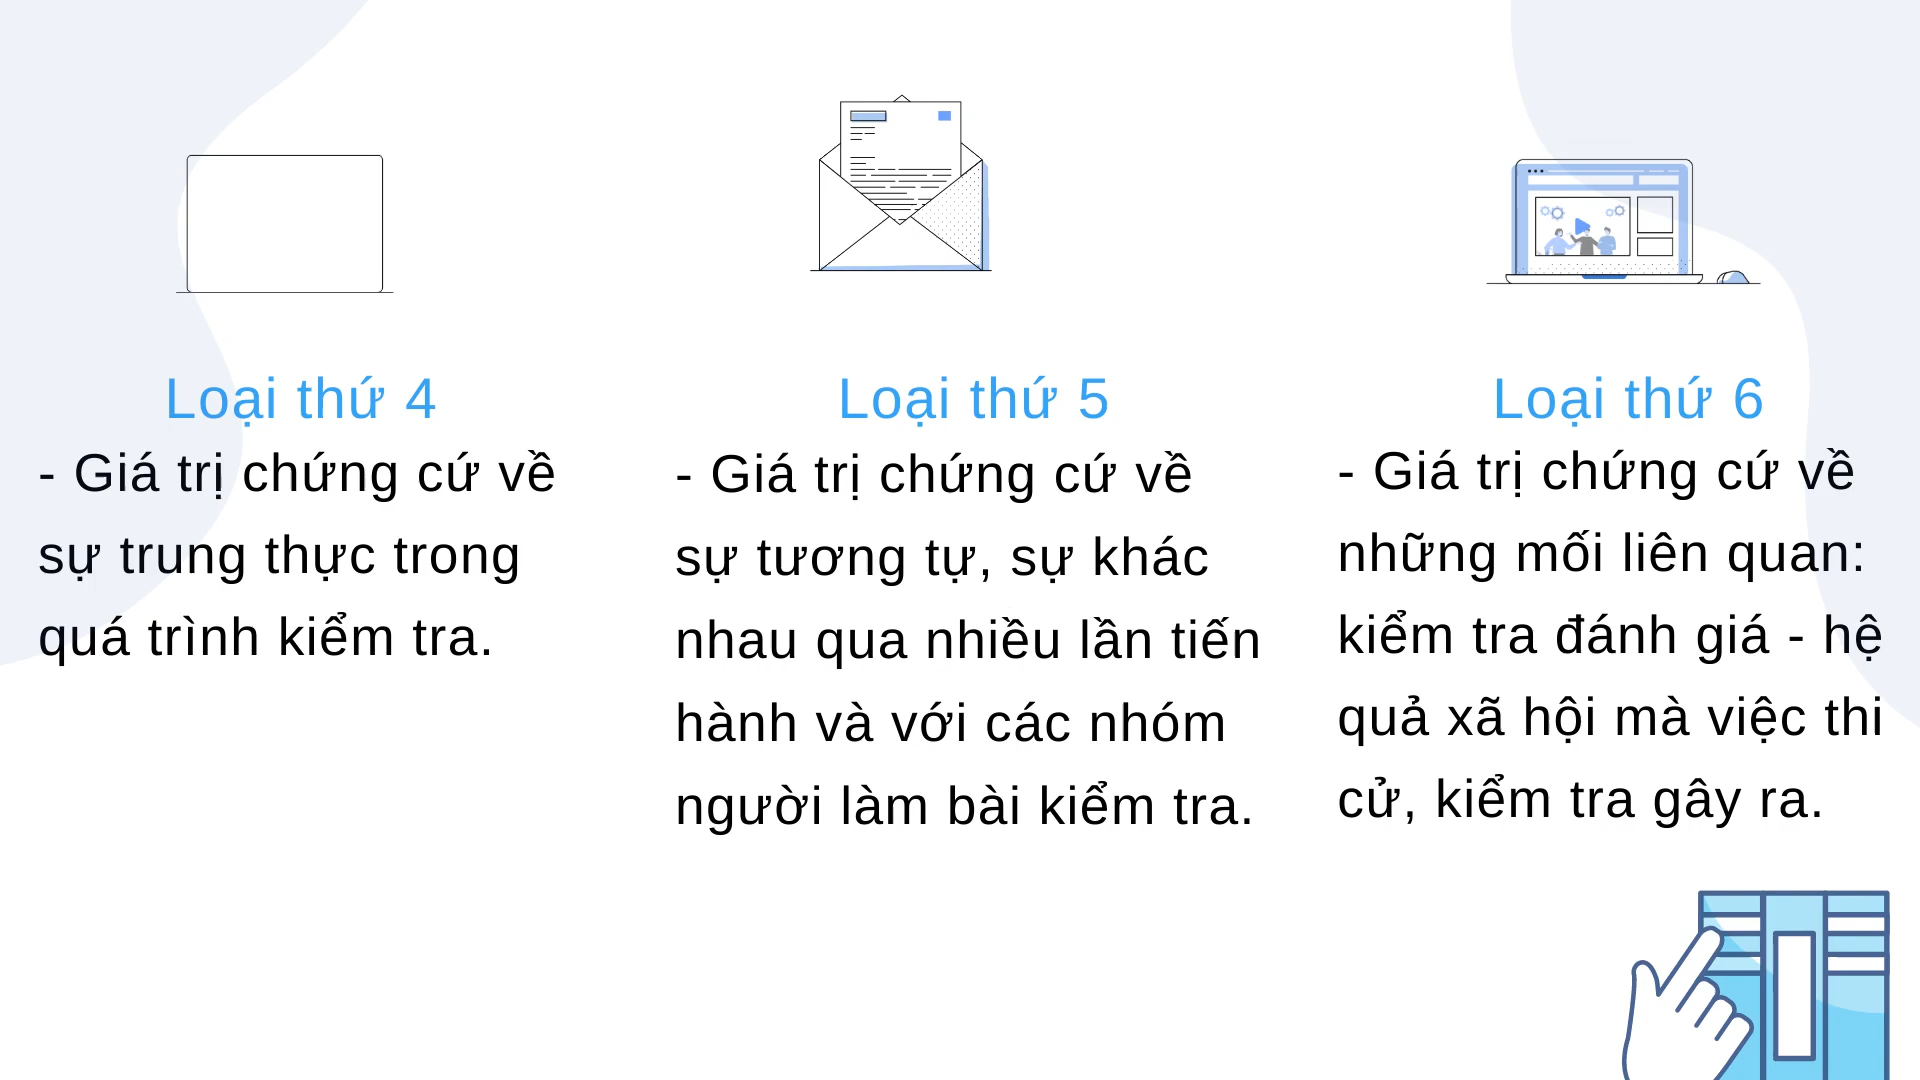 Loại thứ 4
- Giá trị chứng cứ về
sự trung thực trong
quá trình kiểm tra.
Loại thứ 5
- Giá trị chứng cứ về
sự tương tự, sự khác
nhau qua nhiều lần tiến
hành và với các nhóm
người làm bài kiểm tra.
Loại thứ 6
- Giá trị chứng cứ về
những mối liên quan:
kiểm tra đánh giá - hệ
quả xã hội mà việc thi
cử, kiểm tra gây ra.